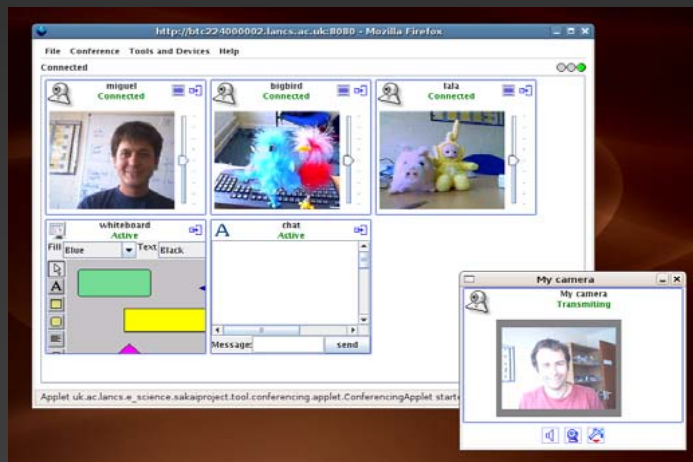 http://btc224000002.lancs.ac.uk:8080 - Mozilla Firefox
File Conference Tools and Devices Help
Connected
miguel
Connected
bigbird
Connected
lala
Connected
whiteboard
Active
Fill Blue Text Black
A
A chat
Active
Message: send
My camera
My camera
Transmiting
Applet uk.ac.lancs.e_science.sakaiproject.tool.conferencing.applet.ConferencingApplet starte